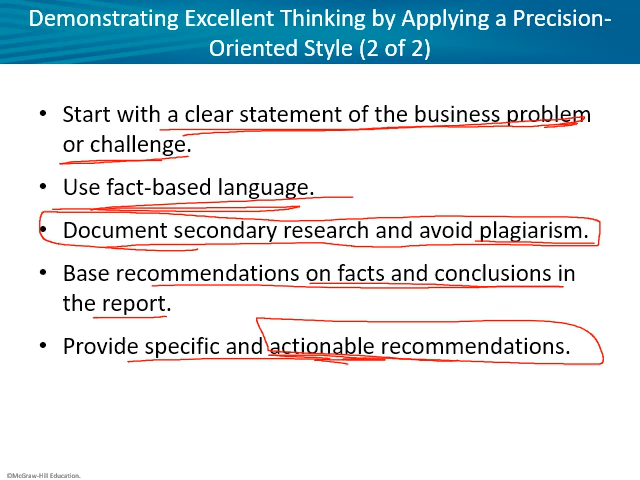 Demonstrating Excellent Thinking by Applying a Precision-
Oriented Style (2 of 2)
• Start with a clear statement of the business problem
or challenge.
• Use fact-based language.
• Document secondary research and avoid plagiarism.
• Base recommendations on facts and conclusions in
the report.
• Provide specific and actionable recommendations.
©McGraw-Hill Education.